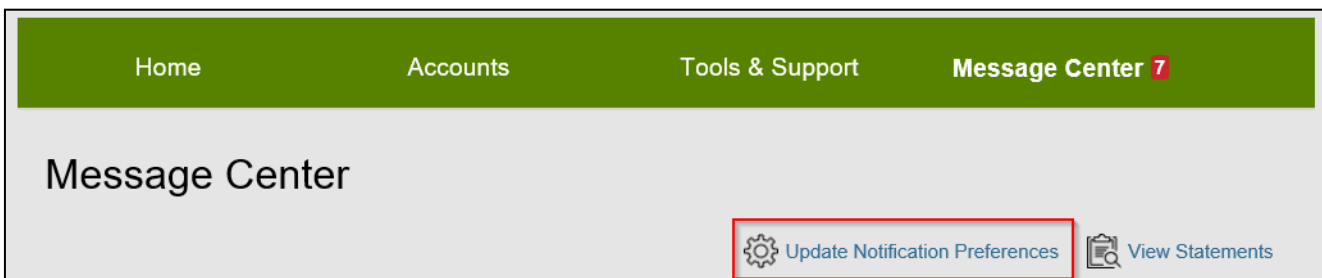 Home Accounts Tools & Support Message Center 7
Message Center
Update Notification Preferences View Statements